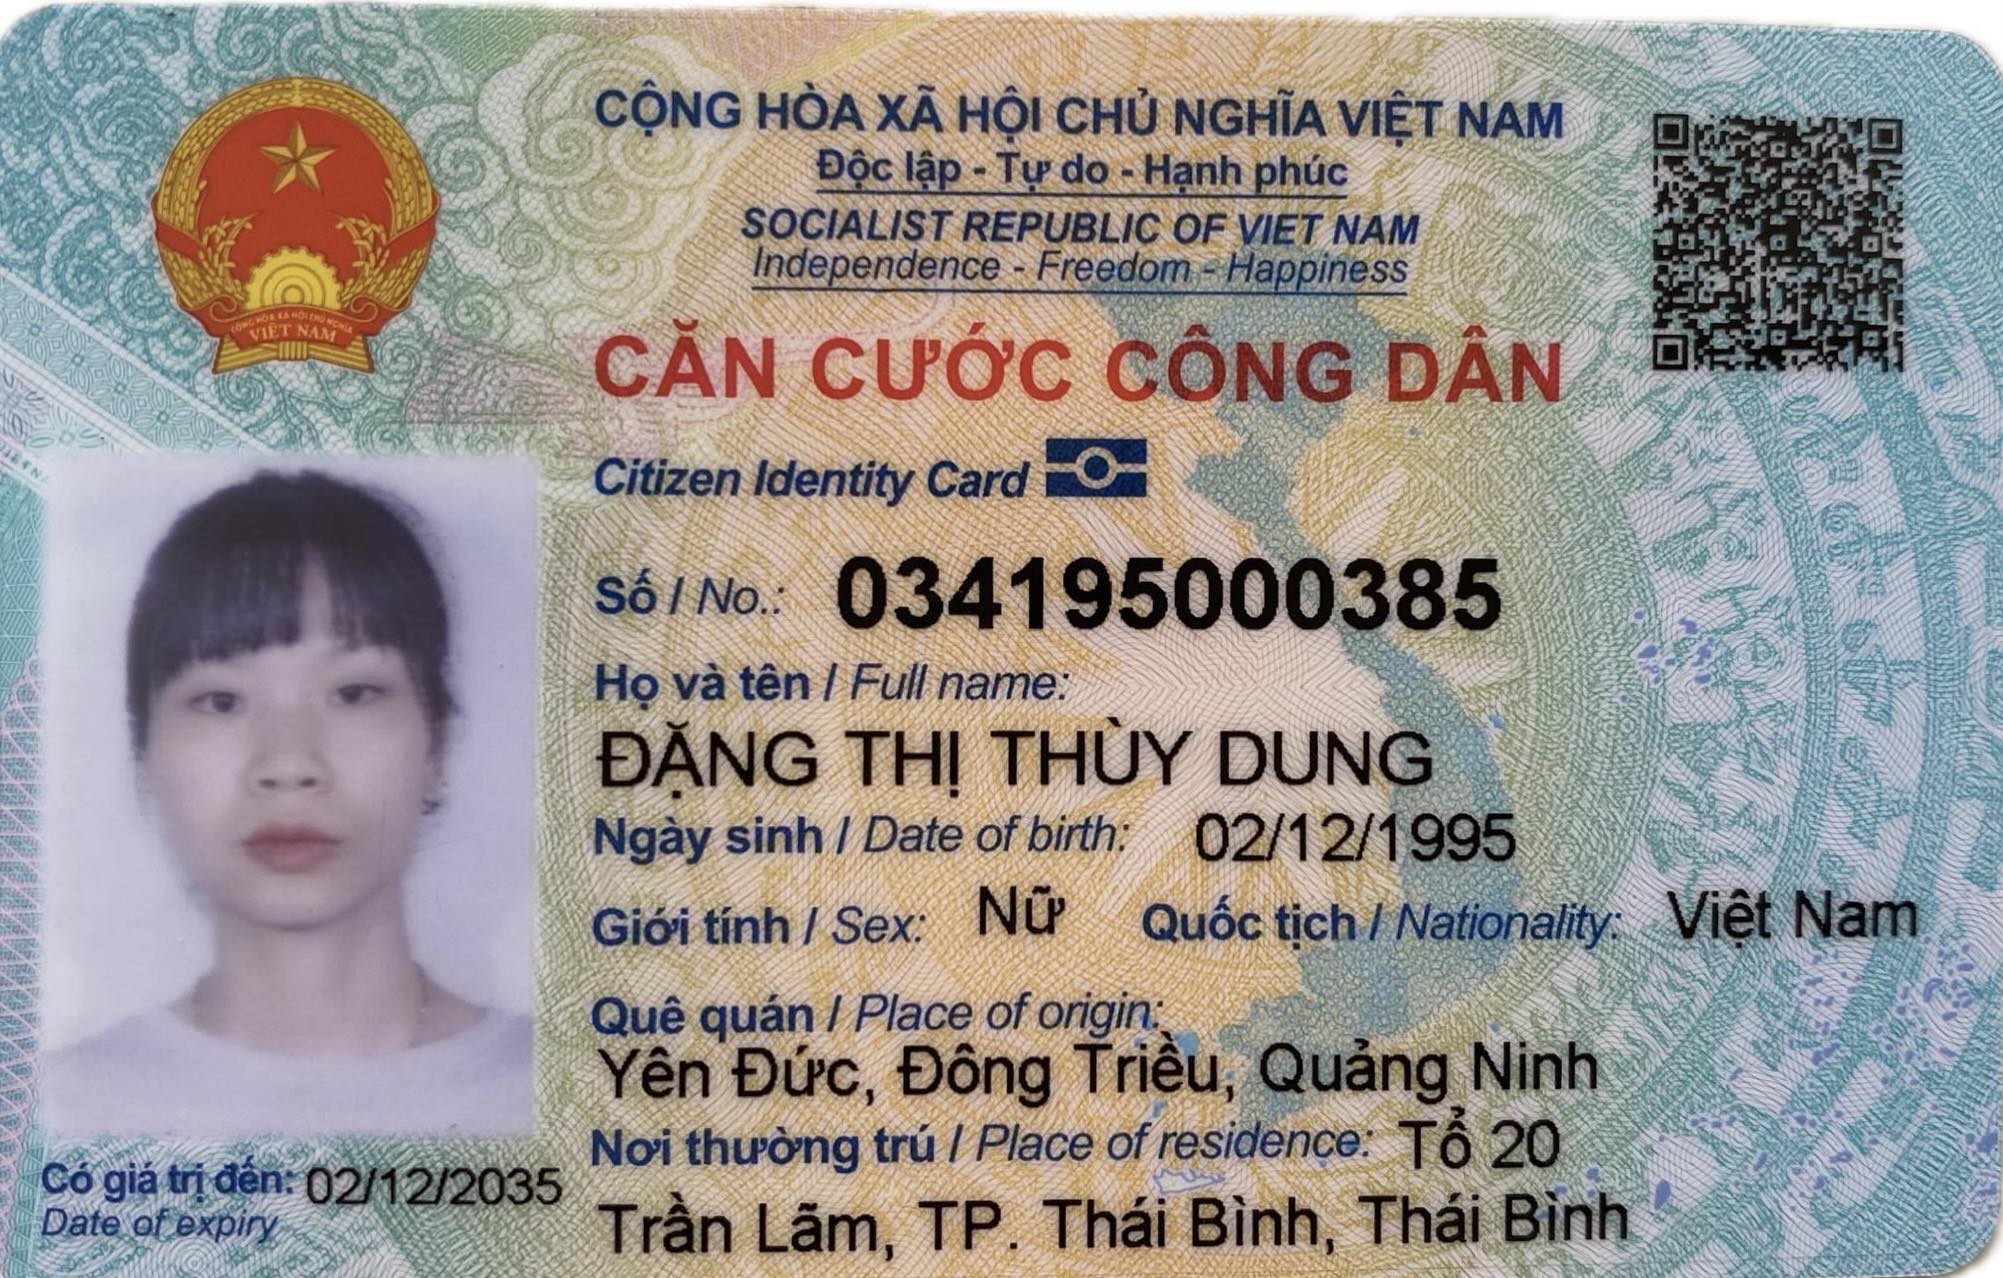 CỘNG HÒA XÃ HỘI CHỦ NGHĨA VIỆT NAM
Độc lập - Tự do - Hạnh phúc
SOCIALIST REPUBLIC OF VIET NAM
Independence - Freedom - Happiness
CỘNG HÒA XÃ HỘI CHỦ NGHĨA
VIỆT NAM
CĂN CƯỚC CÔNG DÂN
Citizen Identity Card
Số / No.: 034195000385
Họ và tên / Full name:
ĐẶNG THỊ THÙY DUNG
Ngày sinh / Date of birth: 02/12/1995
Giới tính / Sex: Nữ Quốc tịch / Nationality: Việt Nam
Quê quán / Place of origin:
Yên Đức, Đông Triều, Quảng Ninh
Nơi thường trú / Place of residence: Tổ 20
Trần Lãm, TP. Thái Bình, Thái Bình
Có giá trị đến: 02/12/2035
Date of expiry